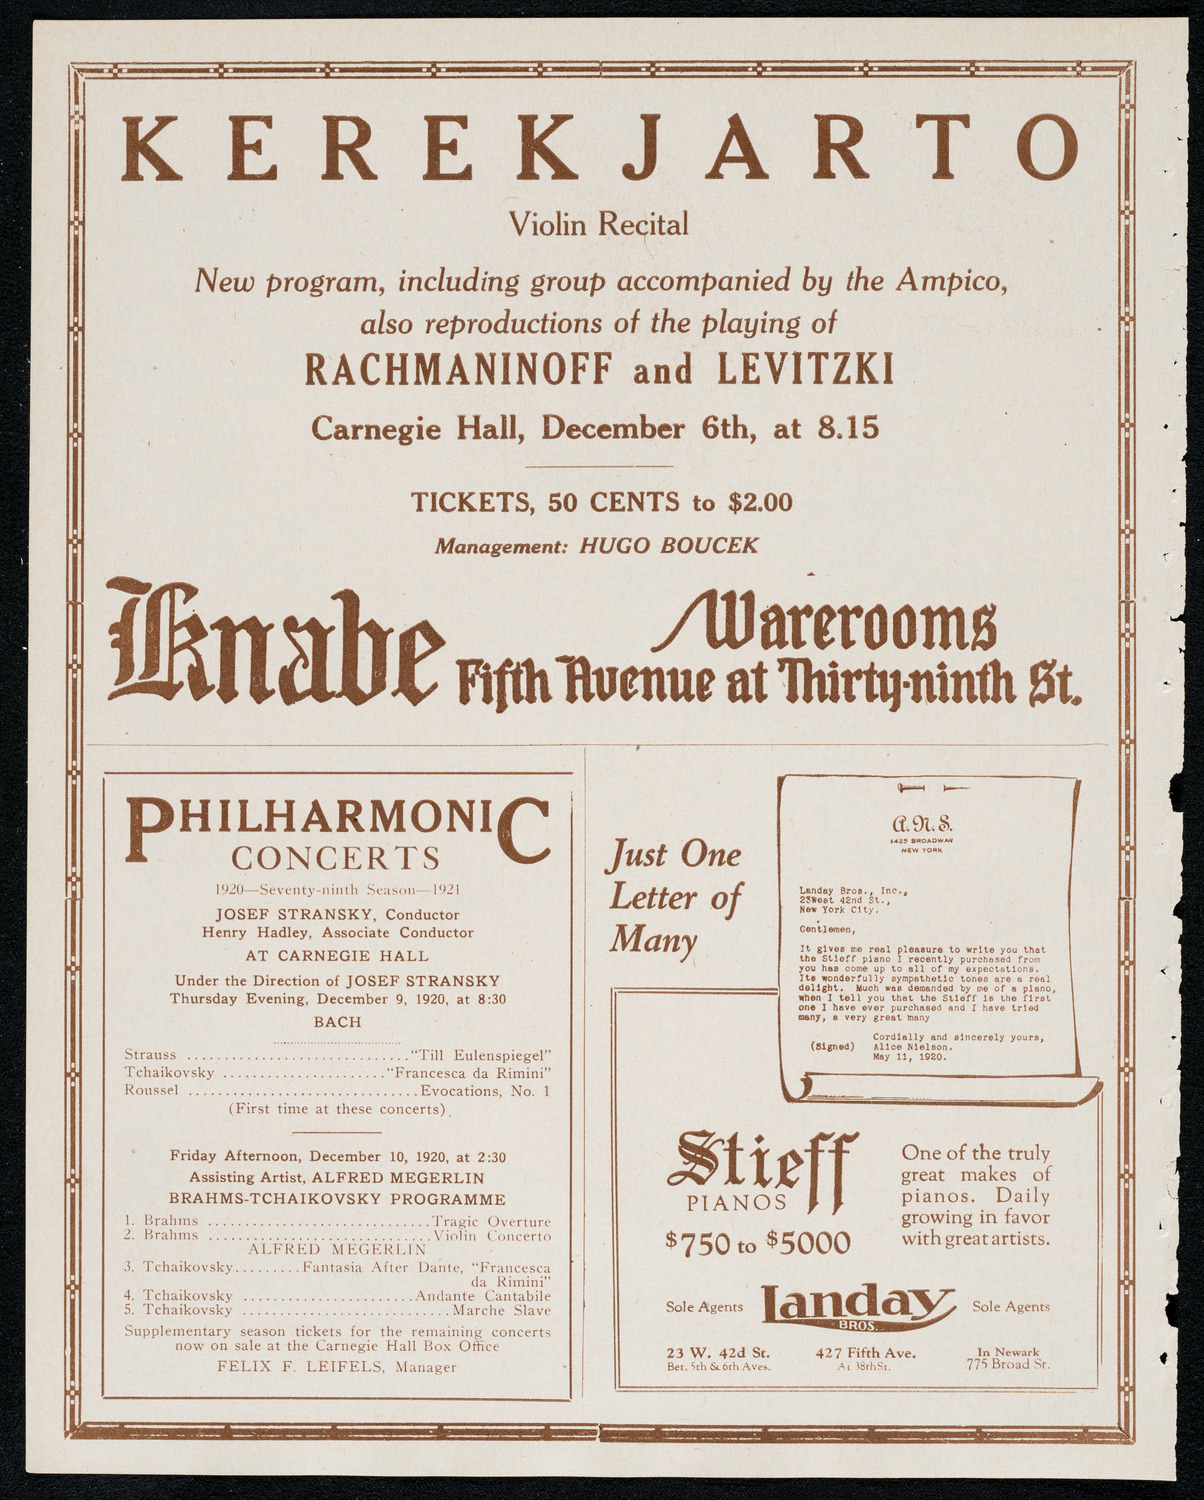 KEREKJARTO
Violin Recital
New program, including group accompanied by the Ampico,
also reproductions of the playing of
RACHMANINOFF and LEVITZKI
Carnegie Hall, December 6th, at 8.15
TICKETS, 50 CENTS to $2.00
Management: HUGO BOUCEK
Knabe Warerooms
Fifth Avenue at Thirty-ninth St.
PHILHARMONIC
CONCERTS
1920—Seventy-ninth Season—1921
JOSEF STRANSKY, Conductor
Henry Hadley, Associate Conductor
AT CARNEGIE HALL
Under the Direction of JOSEF STRANSKY
Thursday Evening, December 9, 1920, at 8:30
BACH
Strauss ............................."Till Eulenspiegel"
Tchaikovsky ......................"Francesca da Rimini"
Roussel ...............................Evocations, No. 1
(First time at these concerts).
Friday Afternoon, December 10, 1920, at 2:30
Assisting Artist, ALFRED MEGERLIN
BRAHMS-TCHAIKOVSKY PROGRAMME
1. Brahms ..............................Tragic Overture
2. Brahms ..............................Violin Concerto
ALFRED MEGERLIN
3. Tchaikovsky.........Fantasia After Dante, "Francesca
da Rimini"
4. Tchaikovsky .......................Andante Cantabile
5. Tchaikovsky ............................Marche Slave
Supplementary season tickets for the remaining concerts
now on sale at the Carnegie Hall Box Office
FELIX F. LEIFELS, Manager
Just One
Letter of
Many
A.N.S.
1425 BROADWAY
NEW YORK
Landay Bros., Inc.,
23West 42nd St.,
New York City.
Gentlemen,
It gives me real pleasure to write you that
the Stieff piano I recently purchased from
you has come up to all of my expectations.
Its wonderfully sympathetic tones are a real
delight. Much was demanded by me of a piano,
when I tell you that the Stieff is the first
one I have ever purchased and I have tried
many, a very great many
Cordially and sincerely yours,
(Signed) Alice Nielson.
May 11, 1920.
Stieff
PIANOS
$750 to $5000
One of the truly
great makes of
pianos. Daily
growing in favor
with great artists.
Sole Agents Landay Sole Agents
BROS.
23 W. 42d St. 427 Fifth Ave. In Newark
Bet. 5th & 6th Aves. At 38th St. 775 Broad St.